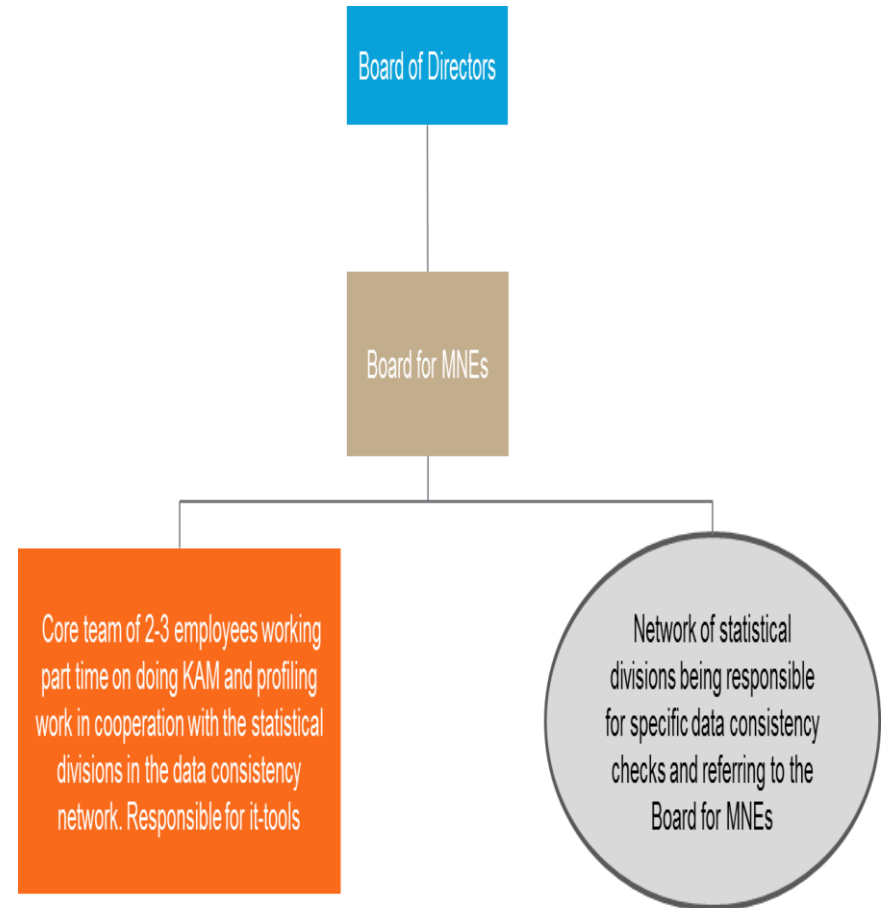 Board of Directors
Board for MNEs
Core team of 2-3 employees working
part time on doing KAM and profiling
work in cooperation with the statistical
divisions in the data consistency
network. Responsible for it-tools
Network of statistical
divisions being responsible
for specific data consistency
checks and referring to the
Board for MNEs